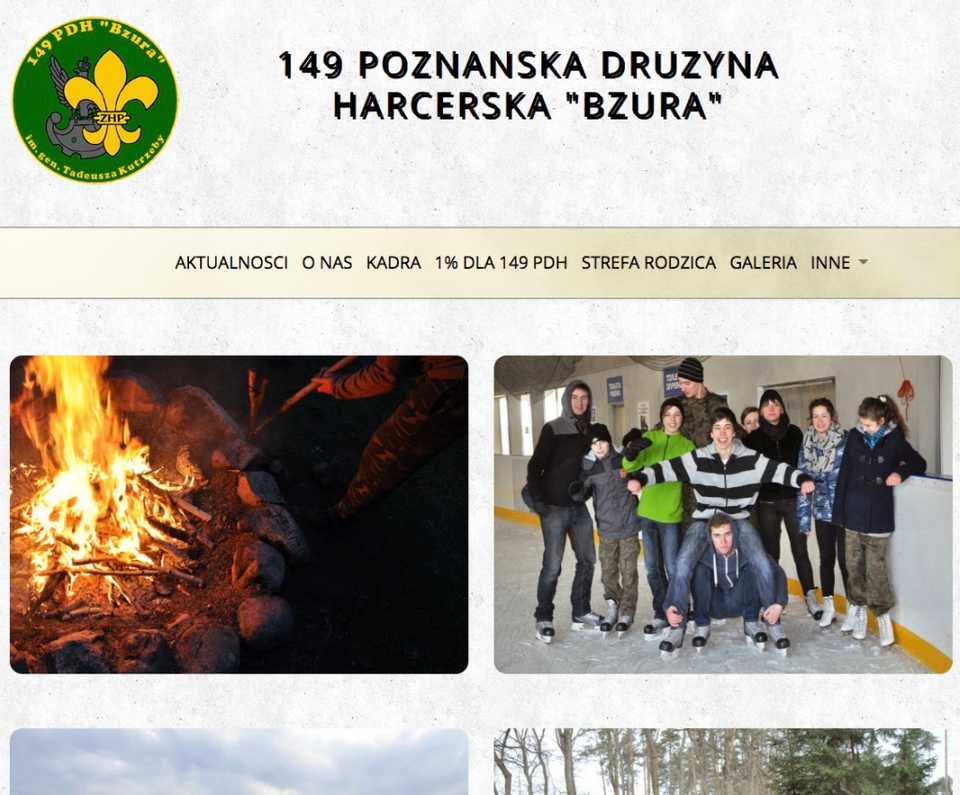 149 PDH "Bzura"
ZHP
im. gen. Tadeusza Kutrzeby
149 POZNANSKA DRUZYNA
HARCERSKA "BZURA"
AKTUALNOSCI O NAS KADRA 1% DLA 149 PDH STREFA RODZICA GALERIA INNE